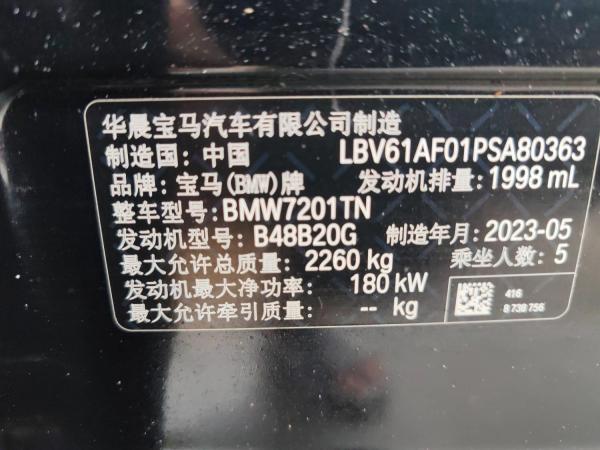 华晨宝马汽车有限公司制造
制造国: 中国 LBV61AF01PSA80363
品牌: 宝马(BMW)牌 发动机排量: 1998 mL
整车型号: BMW7201TN
发动机型号: B48B20G 制造年月: 2023-05
最大允许总质量: 2260 kg 乘坐人数: 5
发动机最大净功率: 180 kW
最大允许牵引质量: -- kg
416
8 738 756